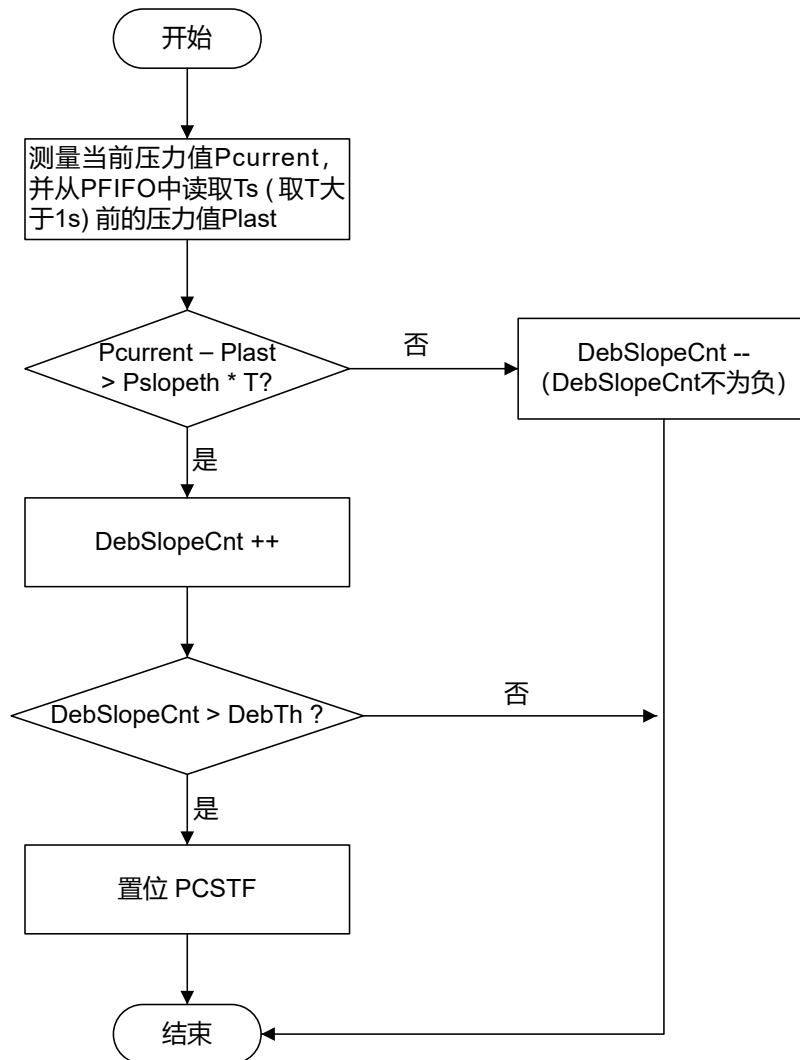 开始
测量当前压力值Pcurrent，
并从PFIFO中读取Ts ( 取T大
于1s) 前的压力值Plast
Pcurrent – Plast
> Pslopeth * T?
否
DebSlopeCnt --
（DebSlopeCnt不为负）
是
DebSlopeCnt ++
DebSlopeCnt > DebTh ?
否
是
置位 PCSTF
结束